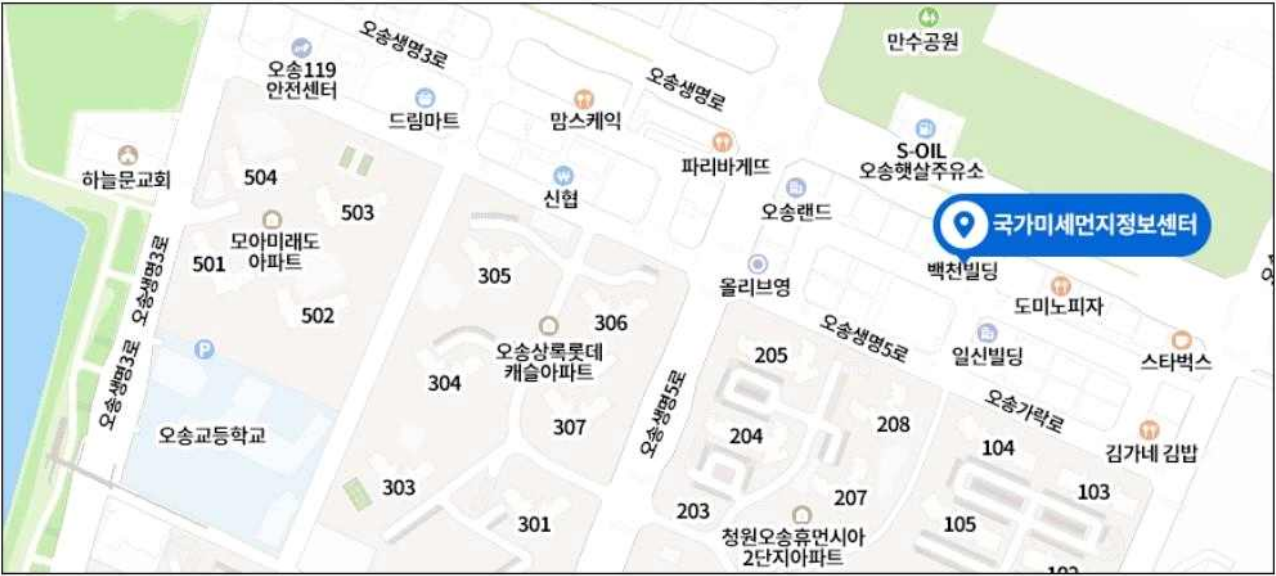 오송생명3로
만수공원
오송119
안전센터
오송생명로
드림마트
맘스케익
파리바게뜨
S-OIL
오송햇살주유소
하늘문교회
504
신협
503
오송랜드
국가미세먼지정보센터
모아미래도
아파트
501
오송생명3로
305
올리브영
백천빌딩
502
306
도미노피자
오송상록롯데
캐슬아파트
오송생명5로
205
일신빌딩
스타벅스
P
304
오송생명3로
오송생명5로
오송가락로
307
208
오송고등학교
204
104
김가네 김밥
303
207
103
301
203
청원오송휴먼시아
2단지아파트
105